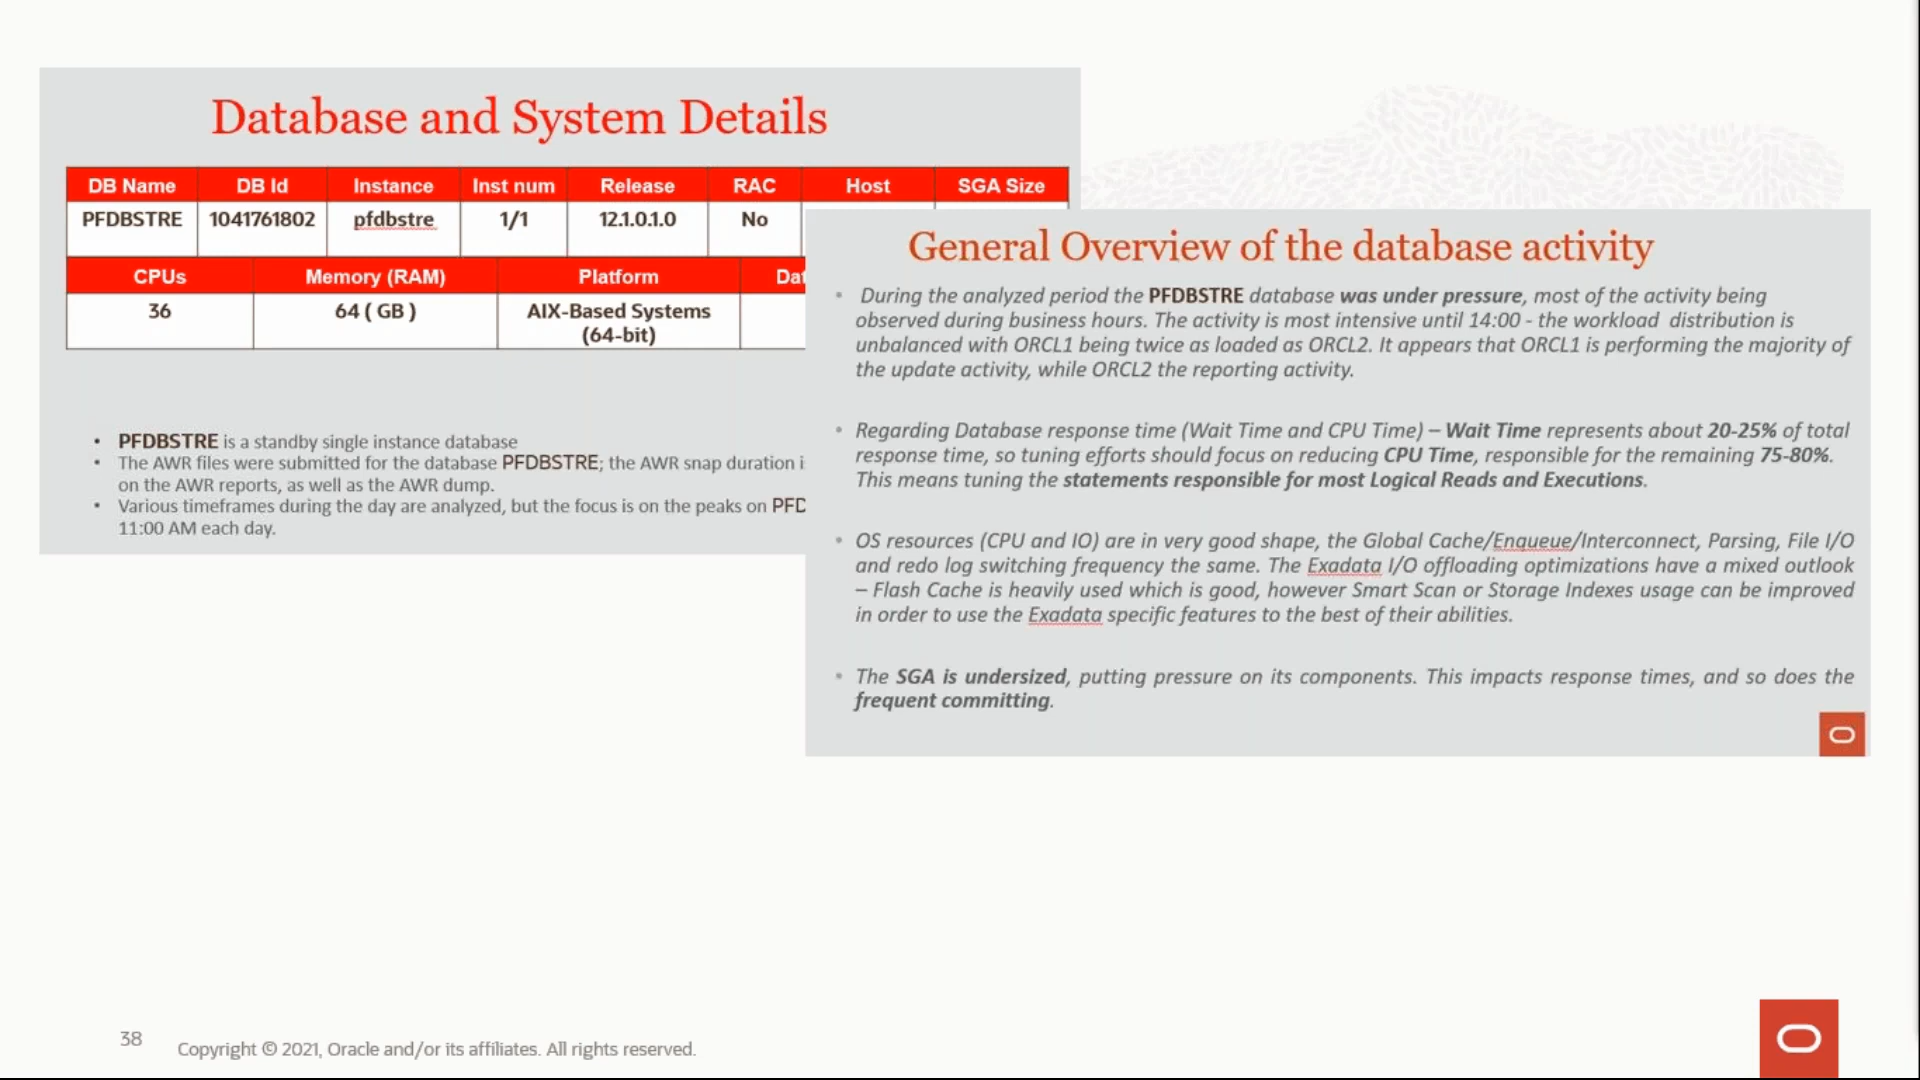 Database and System Details
DB Name DB Id Instance Inst num Release RAC Host SGA Size
PFDBSTRE 1041761802 pfdbstre 1/1 12.1.0.1.0 No
CPUs Memory (RAM) Platform
36 64 ( GB ) AIX-Based Systems
(64-bit)
• PFDBSTRE is a standby single instance database
• The AWR files were submitted for the database PFDBSTRE; the AWR snap duration
on the AWR reports, as well as the AWR dump.
• Various timeframes during the day are analyzed, but the focus is on the peaks on
11:00 AM each day.
General Overview of the database activity
• During the analyzed period the PFDBSTRE database was under pressure, most of the activity being
observed during business hours. The activity is most intensive until 14:00 - the workload distribution is
unbalanced with ORCL1 being twice as loaded as ORCL2. It appears that ORCL1 is performing the majority of
the update activity, while ORCL2 the reporting activity.
• Regarding Database response time (Wait Time and CPU Time) – Wait Time represents about 20-25% of total
response time, so tuning efforts should focus on reducing CPU Time, responsible for the remaining 75-80%.
This means tuning the statements responsible for most Logical Reads and Executions.
• OS resources (CPU and IO) are in very good shape, the Global Cache/Enqueue/Interconnect, Parsing, File I/O
and redo log switching frequency the same. The Exadata I/O offloading optimizations have a mixed outlook
– Flash Cache is heavily used which is good, however Smart Scan or Storage Indexes usage can be improved
in order to use the Exadata specific features to the best of their abilities.
• The SGA is undersized, putting pressure on its components. This impacts response times, and so does the
frequent committing.
38
Copyright © 2021, Oracle and/or its affiliates. All rights reserved.